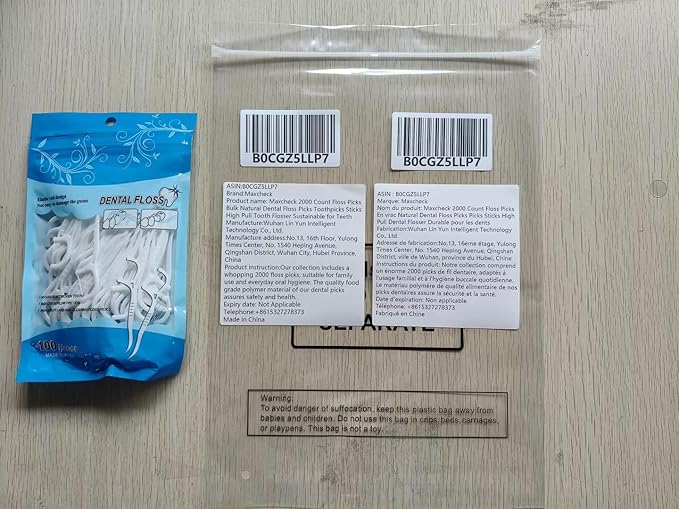 Elastic rod design
Not easy to damage the gums
DENTAL FLOSS
100
MADE IN
B0CGZ5LLP7
B0CGZ5LLP7
ASIN:B0CGZ5LLP7
Brand:Maxcheck
Product name: Maxcheck 2000 Count Floss Picks
Bulk Natural Dental Floss Picks Toothpicks Sticks
High Pull Tooth Flosser Sustainable for Teeth
Manufacture:Wuhan Lin Yun Intelligent
Technology Co., Ltd.
Manufacture address:No.13, 16th Floor, Yulong
Times Center, No. 1540 Heping Avenue,
Qingshan District, Wuhan City, Hubei Province,
China
Product instruction:Our collection includes a
whopping 2000 floss picks, suitable for family
use and everyday oral hygiene. The quality food
grade polymer material of our dental picks
assures safety and health.
Expiry date: Not Applicable
Telephone:+8615327278373
Made in China
ASIN : B0CGZ5LLP7
Marque: Maxcheck
Nom du produit: Maxcheck 2000 Count Floss Picks
En vrac Natural Dental Floss Picks Picks Sticks High
Pull Dental Flosser Durable pour les dents
Fabrication:Wuhan Lin Yun Intelligent Technology
Co., Ltd.
Adresse de fabrication:No.13, 16ème étage, Yulong
Times Center, No. 1540 Heping Avenue, Qingshan
District, ville de Wuhan, province du Hubei, Chine
Instructions du produit: Notre collection comprend
un énorme 2000 picks de fil dentaire, adaptés à
l'usage familial et à l'hygiène buccale quotidienne.
Le matériau polymère de qualité alimentaire de nos
picks dentaires assure la sécurité et la santé.
Date d'expiration: Non applicable
Téléphone: +8615327278373
Fabriqué en Chine
SEPARATE
Warning:
To avoid danger of suffocation, keep this plastic bag away from
babies and children. Do not use this bag in cribs, beds, carriages,
or playpens. This bag is not a toy.